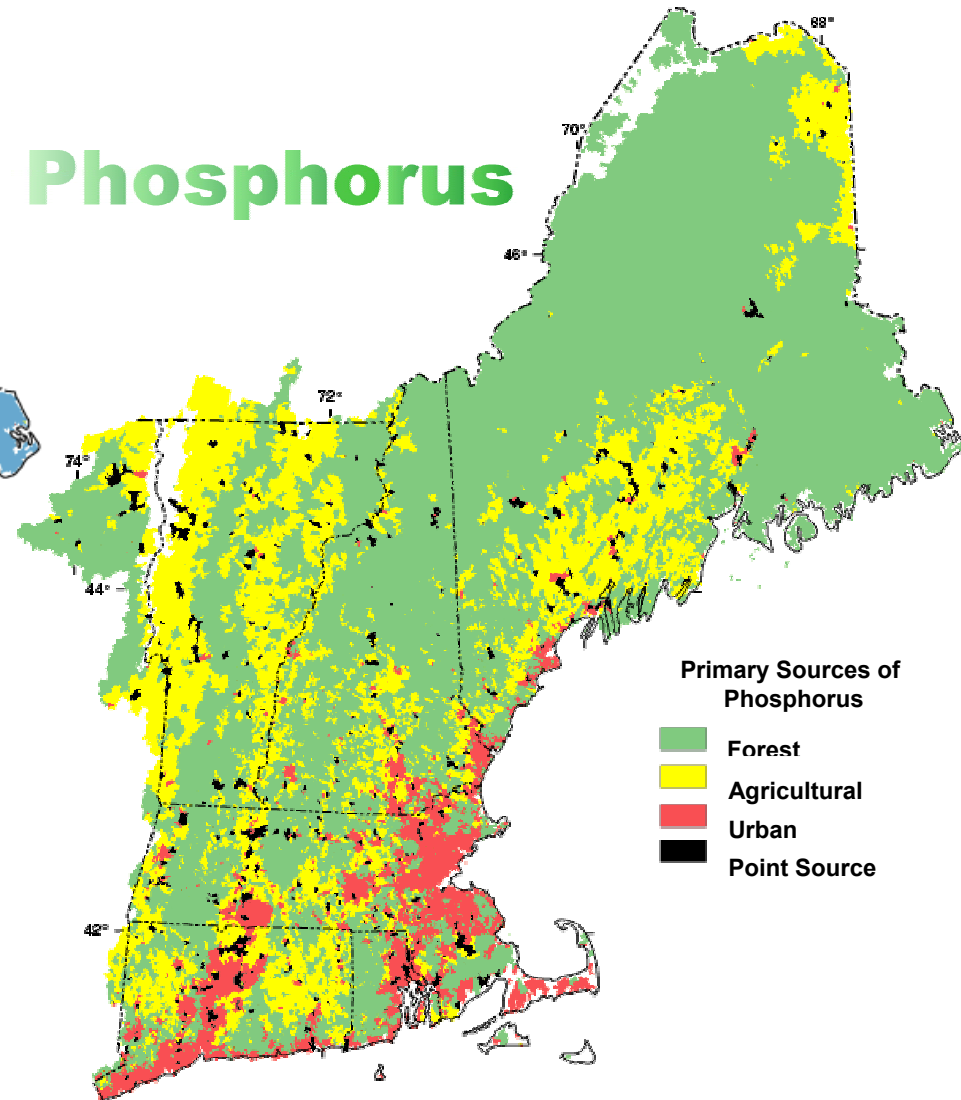 68°
70°
Phosphorus
46°
72°
74°
44°
Primary Sources of
Phosphorus
Forest
Agricultural
Urban
Point Source
42°